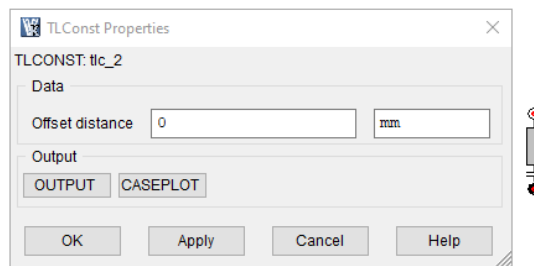 TLConst Properties
TLCONST: tlc_2
Data
Offset distance 0 mm
Output
OUTPUT CASEPLOT
OK Apply Cancel Help